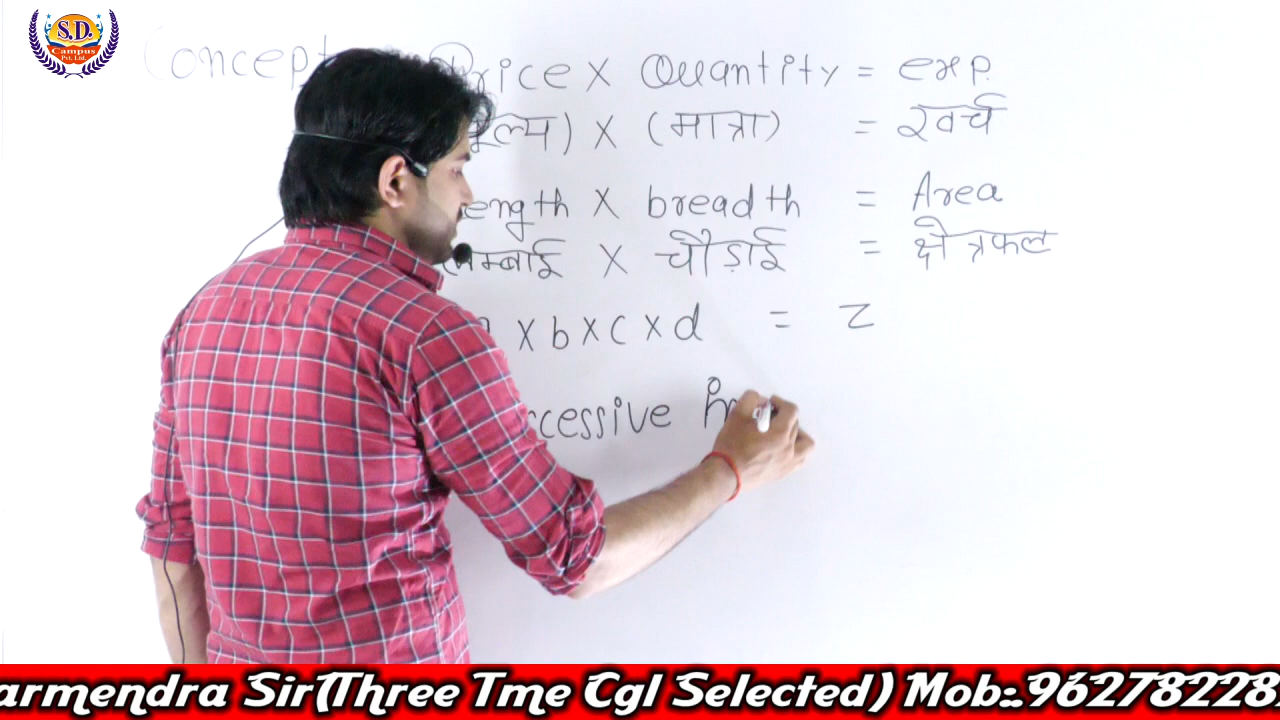 S.D.
Campus
Pvt. Ltd.
Concept
Price X Quantity = exp.
मूल्य) X (मात्रा) = खर्च
Length X breadth = Area
लम्बाई X चौड़ाई = क्षेत्रफल
X b X c X d = z
ccessive
armendra Sir(Three Tme Cgl Selected) Mob:.96278228